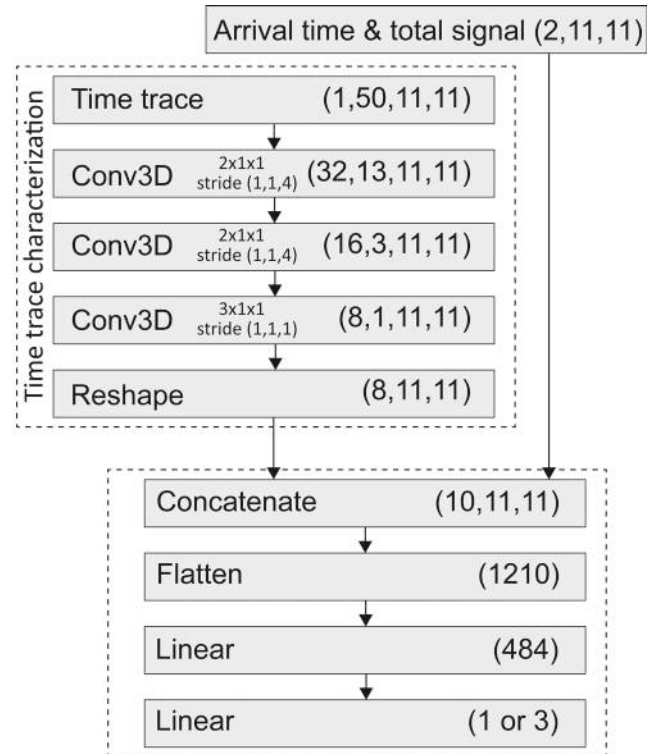 Arrival time & total signal (2,11,11)
Time trace characterization
Time trace (1,50,11,11)
Conv3D 2x1x1 stride (1,1,4) (32,13,11,11)
Conv3D 2x1x1 stride (1,1,4) (16,3,11,11)
Conv3D 3x1x1 stride (1,1,1) (8,1,11,11)
Reshape (8,11,11)
Concatenate (10,11,11)
Flatten (1210)
Linear (484)
Linear (1 or 3)